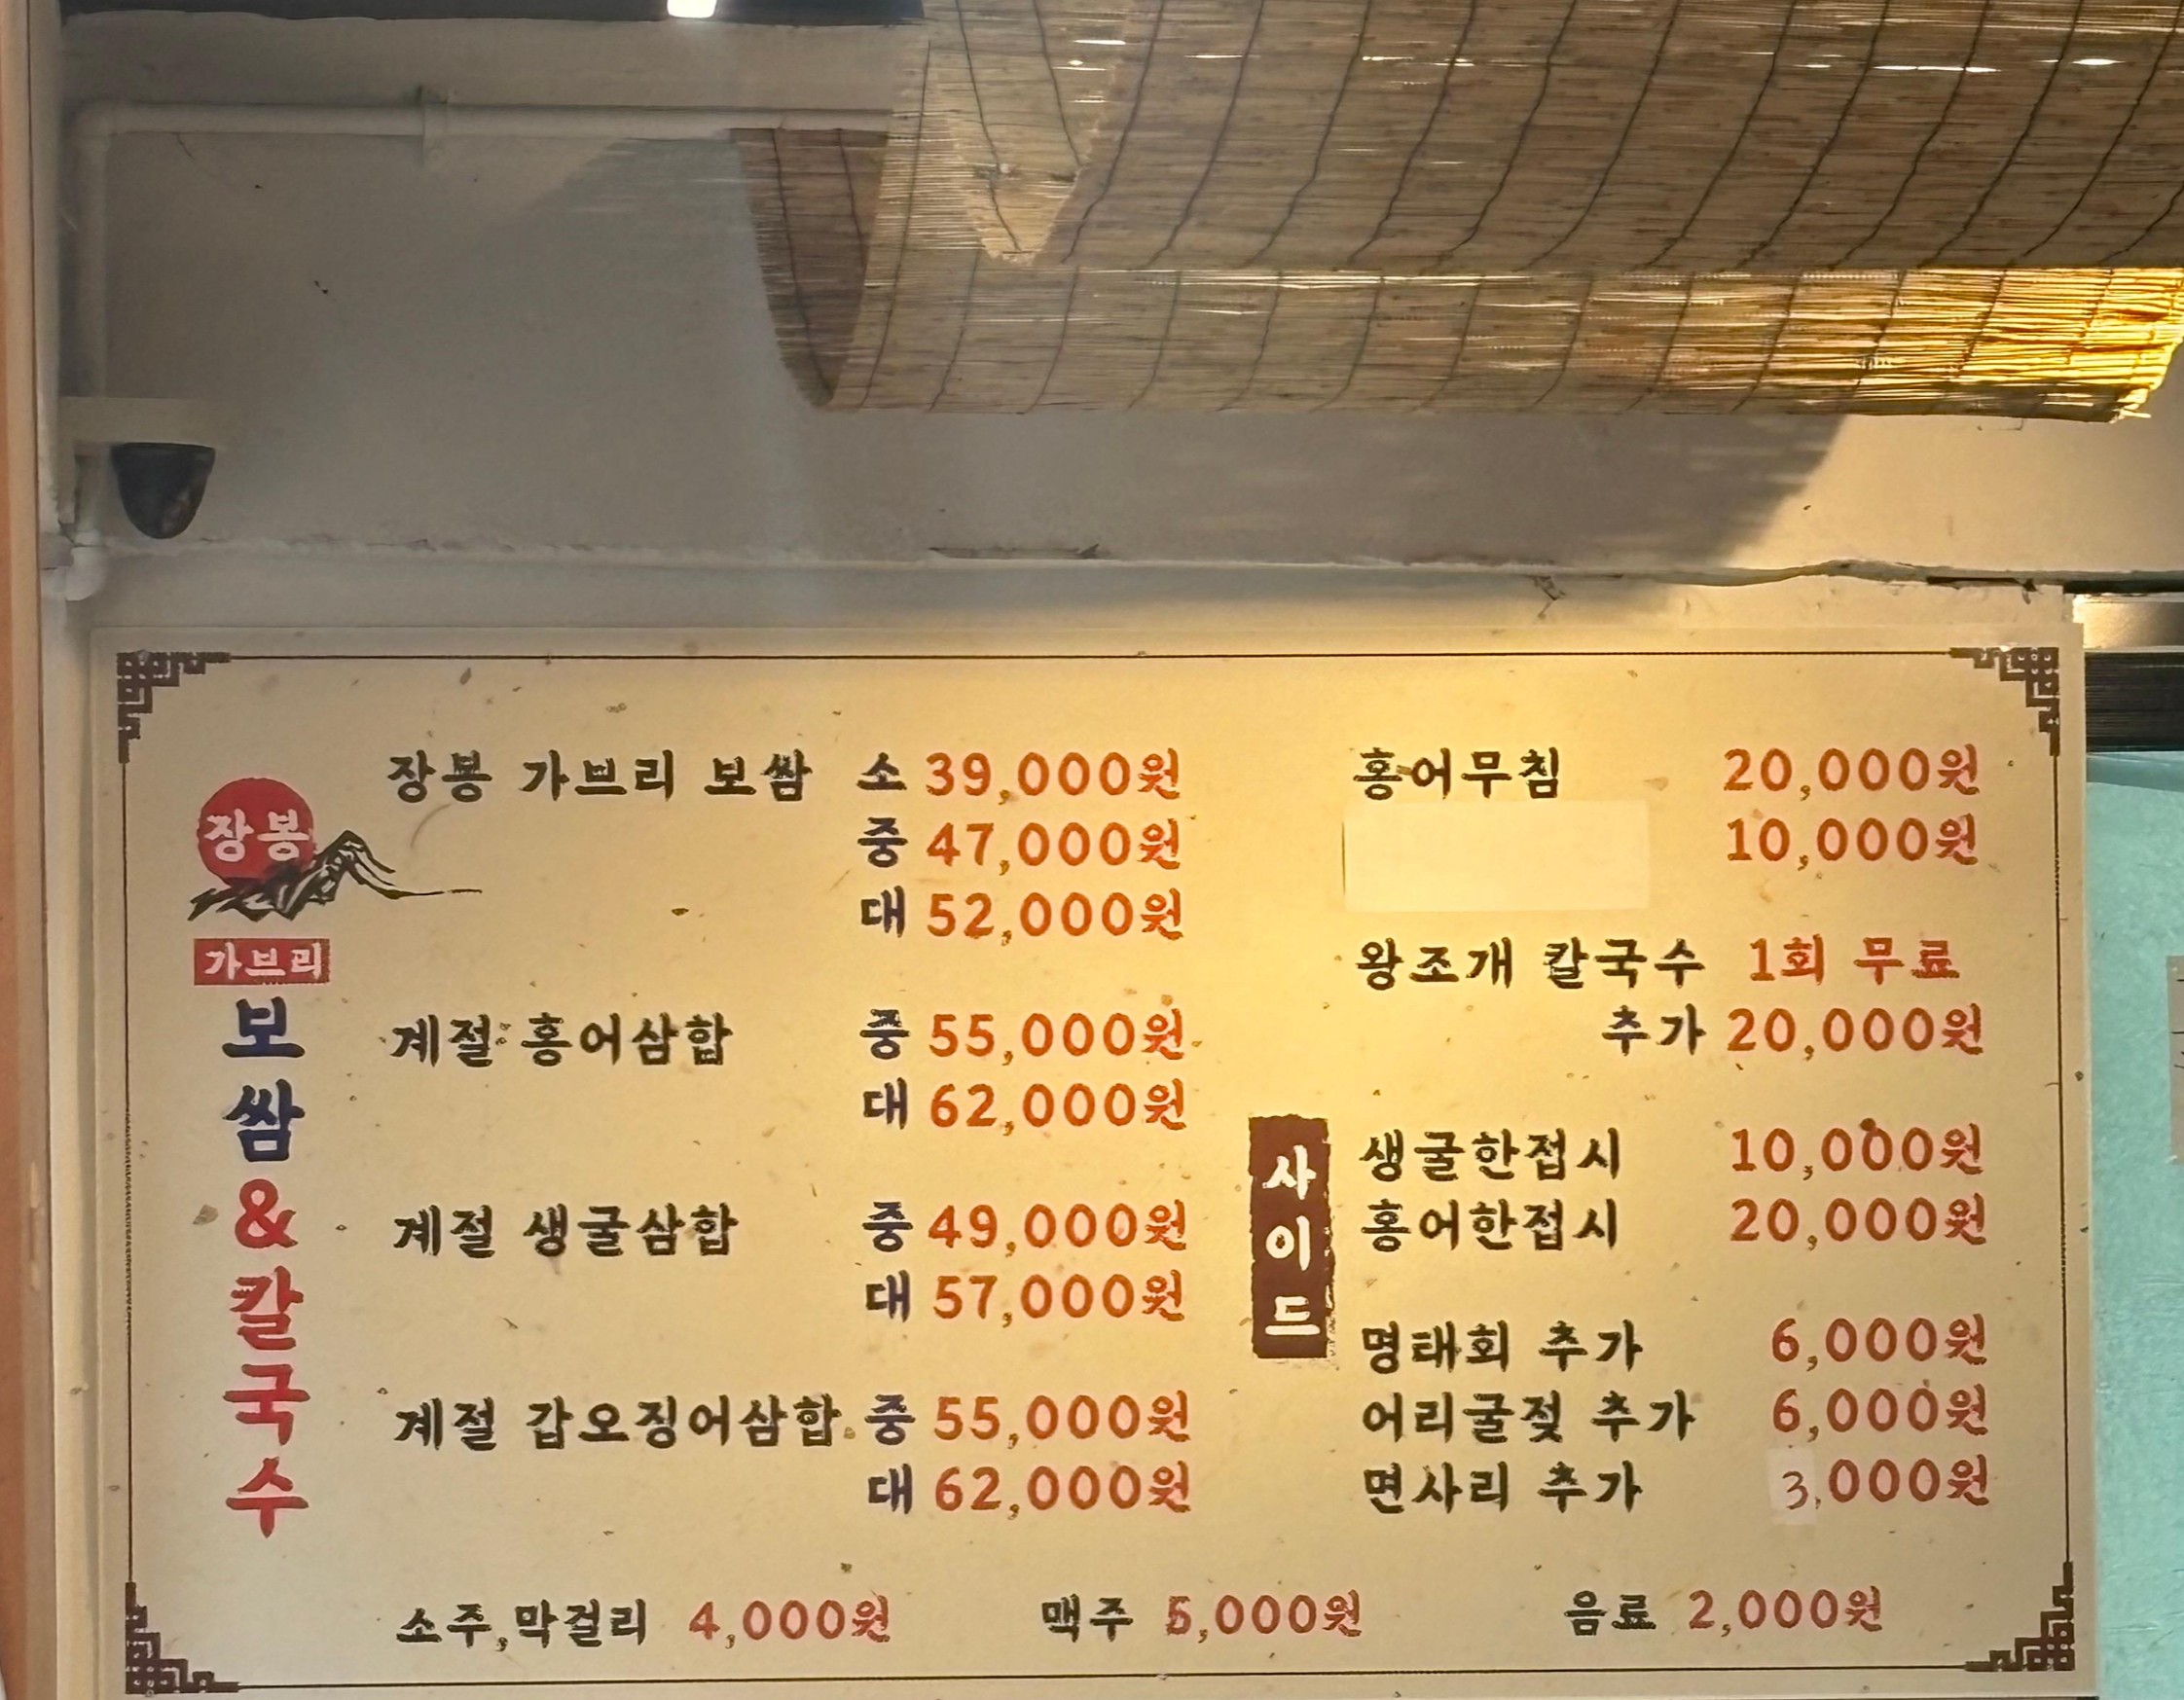 장봉
가브리
보쌈&칼국수
장봉 가브리 보쌈 소 39,000원
중 47,000원
대 52,000원
계절 홍어삼합 중 55,000원
대 62,000원
계절 생굴삼합 중 49,000원
대 57,000원
계절 갑오징어삼합 중 55,000원
대 62,000원
사이드
홍어무침 20,000원
10,000원
왕조개 칼국수 1회 무료
추가 20,000원
생굴한접시 10,000원
홍어한접시 20,000원
명태회 추가 6,000원
어리굴젖 추가 6,000원
면사리 추가 3,000원
소주,막걸리 4,000원 맥주 5,000원 음료 2,000원